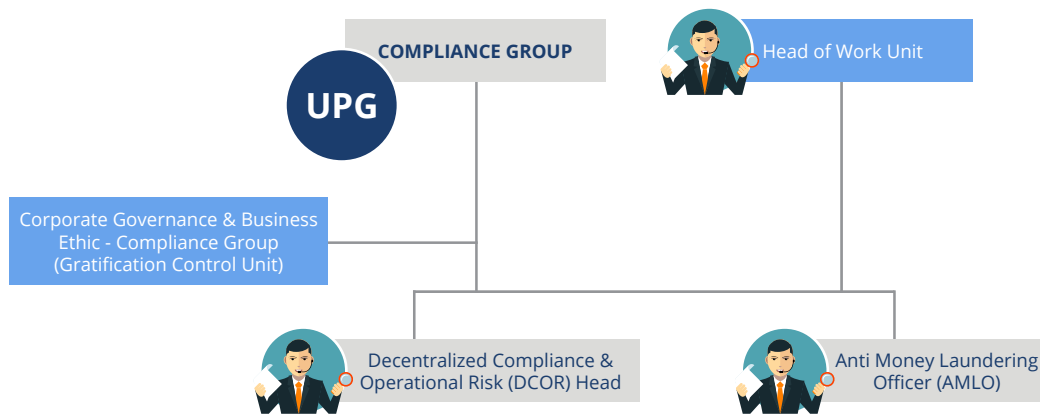 COMPLIANCE GROUP
UPG
Head of Work Unit
Corporate Governance & Business
Ethic - Compliance Group
(Gratification Control Unit)
Decentralized Compliance &
Operational Risk (DCOR) Head
Anti Money Laundering
Officer (AMLO)